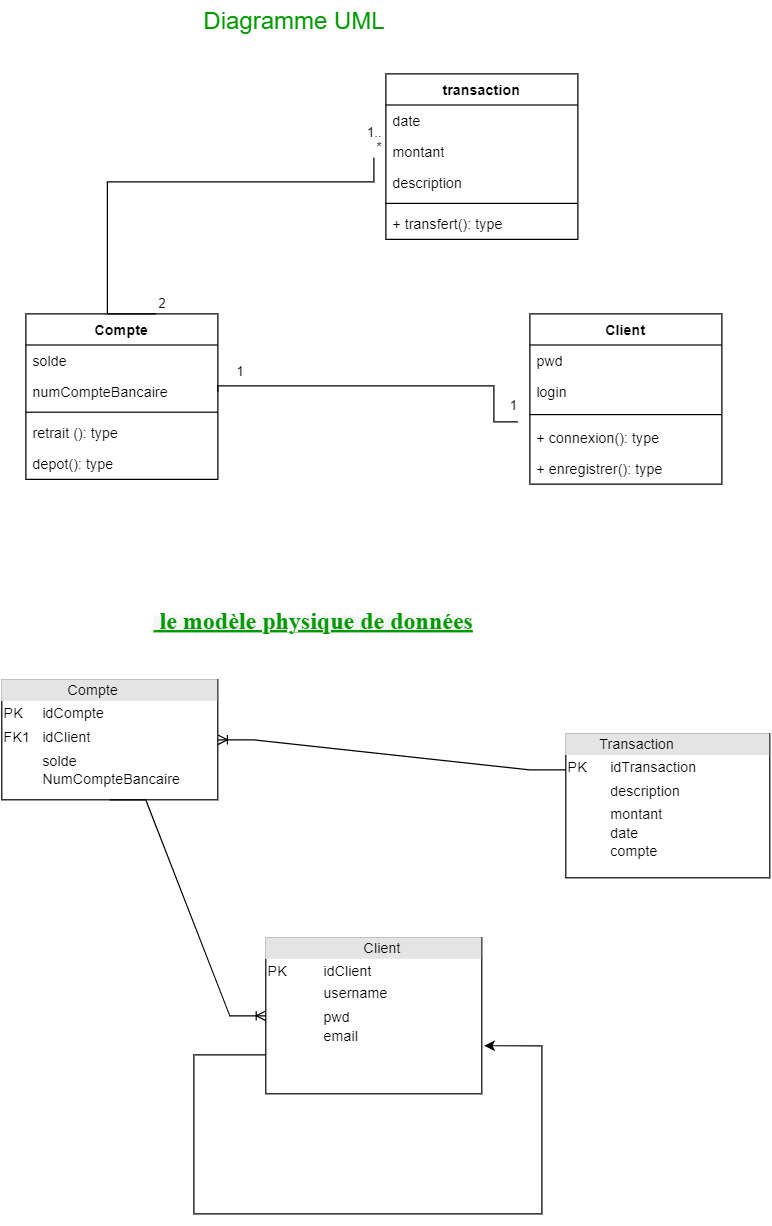 Diagramme UML
transaction
date
montant
description
+ transfert(): type
1..
*
2
Compte
solde
numCompteBancaire
retrait (): type
depot(): type
1
1
Client
pwd
login
+ connexion(): type
+ enregistrer(): type
le modèle physique de données
Compte
PK idCompte
FK1 idClient
solde
NumCompteBancaire
Transaction
PK idTransaction
description
montant
date
compte
Client
PK idClient
username
pwd
email